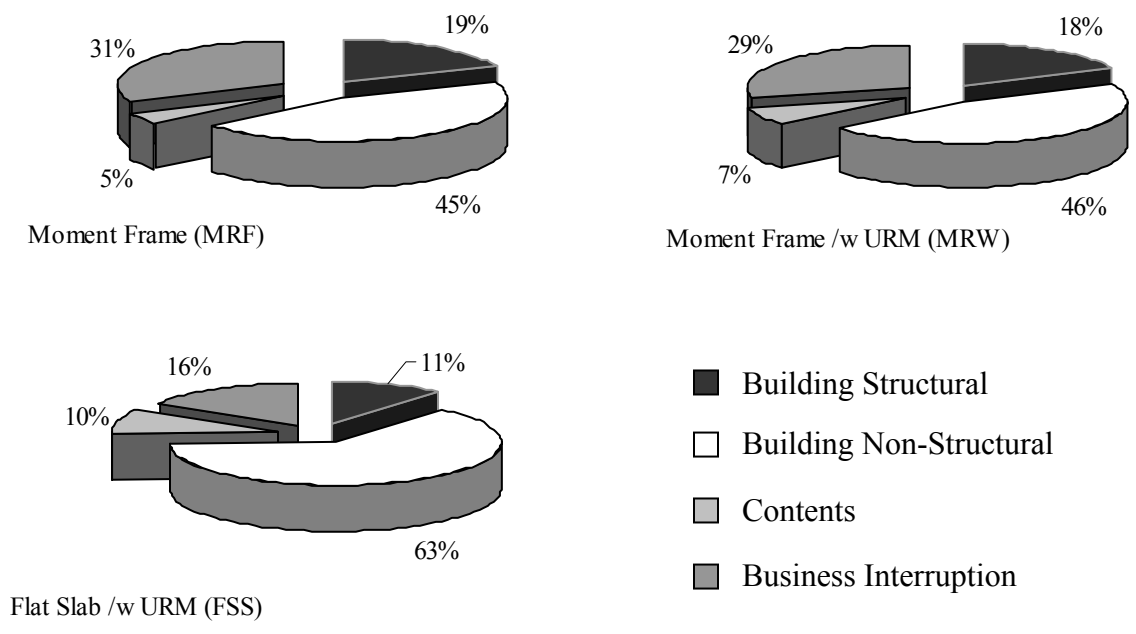 31%
19%
5%
45%
Moment Frame (MRF)
29%
18%
7%
46%
Moment Frame /w URM (MRW)
16%
11%
10%
63%
Flat Slab /w URM (FSS)
Building Structural
Building Non-Structural
Contents
Business Interruption